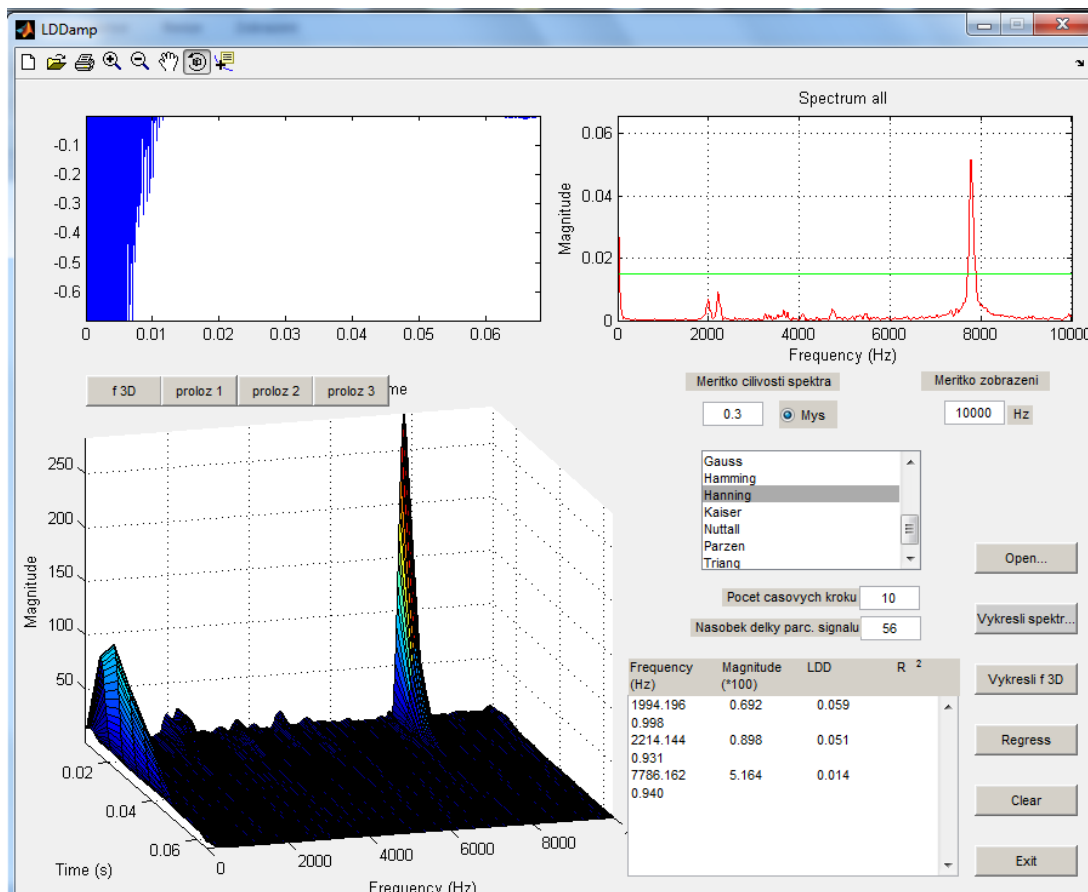 LDDamp
Spectrum all
-0.1
-0.2
-0.3
-0.4
-0.5
-0.6
0 0.01 0.02 0.03 0.04 0.05 0.06
0.06
0.04
0.02
0
Magnitude
0 2000 4000 6000 8000 10000
Frequency (Hz)
f 3D proloz 1 proloz 2 proloz 3
Meritko cilivosti spektra Meritko zobrazeni
0.3 Mys 10000 Hz
Gauss
Hamming
Hanning
Kaiser
Nuttall
Parzen
Triang
Pocet casovych kroku 10
Nasobek delky parc. signalu 56
250
200
150
100
50
Magnitude
0.02
0.04
0.06
Time (s)
0 2000 4000 6000 8000
Frequency (Hz)
Frequency Magnitude LDD R 2
(Hz) (*100)
1994.196 0.692 0.059
0.998
2214.144 0.898 0.051
0.931
7786.162 5.164 0.014
0.940
Open...
Vykresli spektr...
Vykresli f 3D
Regress
Clear
Exit